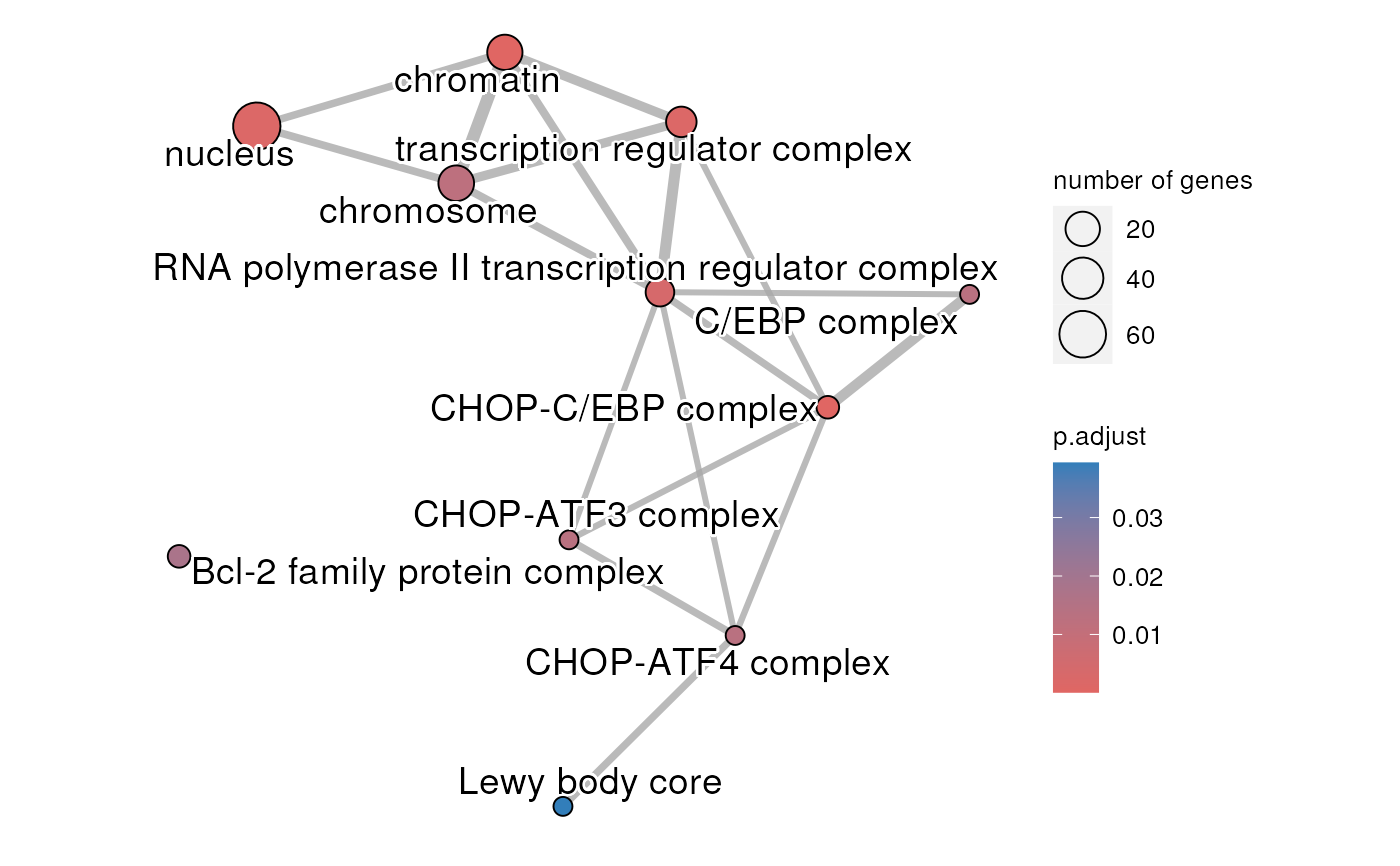 chromatin
nucleus
transcription regulator complex
chromosome
RNA polymerase II transcription regulator complex
C/EBP complex
CHOP-C/EBP complex
CHOP-ATF3 complex
Bcl-2 family protein complex
CHOP-ATF4 complex
Lewy body core
number of genes
20
40
60
p.adjust
0.03
0.02
0.01